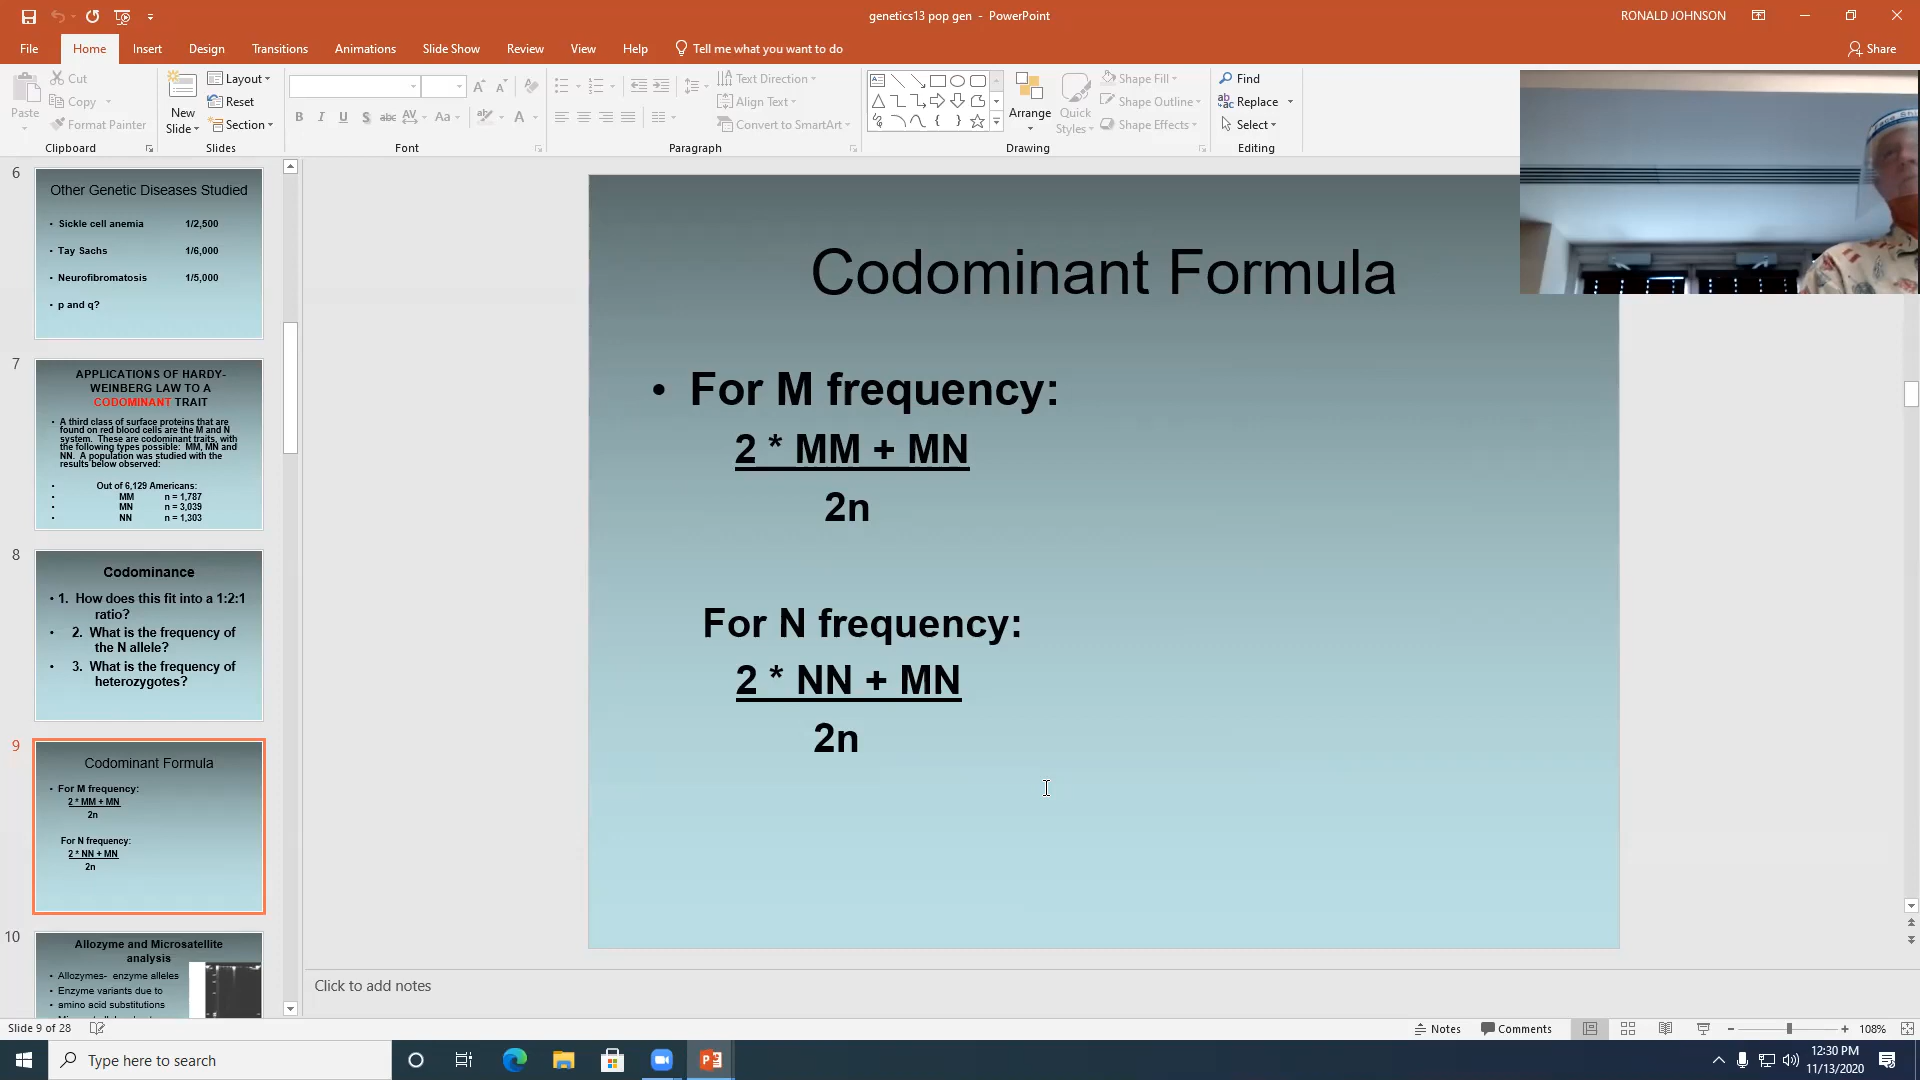 genetics13 pop gen - PowerPoint
RONALD JOHNSON
File Home Insert Design Transitions Animations Slide Show Review View Help Tell me what you want to do
Share
Paste
Cut
Copy
Format Painter
Clipboard
New
Slide
Layout
Reset
Section
Slides
Font
Text Direction
Align Text
Convert to SmartArt
Paragraph
Arrange
Quick
Styles
Shape Fill
Shape Outline
Shape Effects
Drawing
Find
Replace
Select
Editing
6
Other Genetic Diseases Studied
• Sickle cell anemia 1/2,500
• Tay Sachs 1/6,000
• Neurofibromatosis 1/5,000
• p and q?
7
APPLICATIONS OF HARDY-
WEINBERG LAW TO A
CODOMINANT TRAIT
• A third class of surface proteins that are
found on red blood cells are the M and N
system. These are codominant traits, with
the following types possible: MM, MN and
NN. A population was studied with the
results below observed:
• Out of 6,129 Americans:
• MM n = 1,787
• MN n = 3,039
• NN n = 1,303
8
Codominance
• 1. How does this fit into a 1:2:1
ratio?
• 2. What is the frequency of
the N allele?
• 3. What is the frequency of
heterozygotes?
9
Codominant Formula
• For M frequency:
2 * MM + MN
2n
For N frequency:
2 * NN + MN
2n
10
Allozyme and Microsatellite
analysis
• Allozymes- enzyme alleles
• Enzyme variants due to
• amino acid substitutions
Codominant Formula
• For M frequency:
2 * MM + MN
2n
For N frequency:
2 * NN + MN
2n
Click to add notes
Slide 9 of 28
Notes
Comments
108%
Type here to search
12:30 PM
11/13/2020